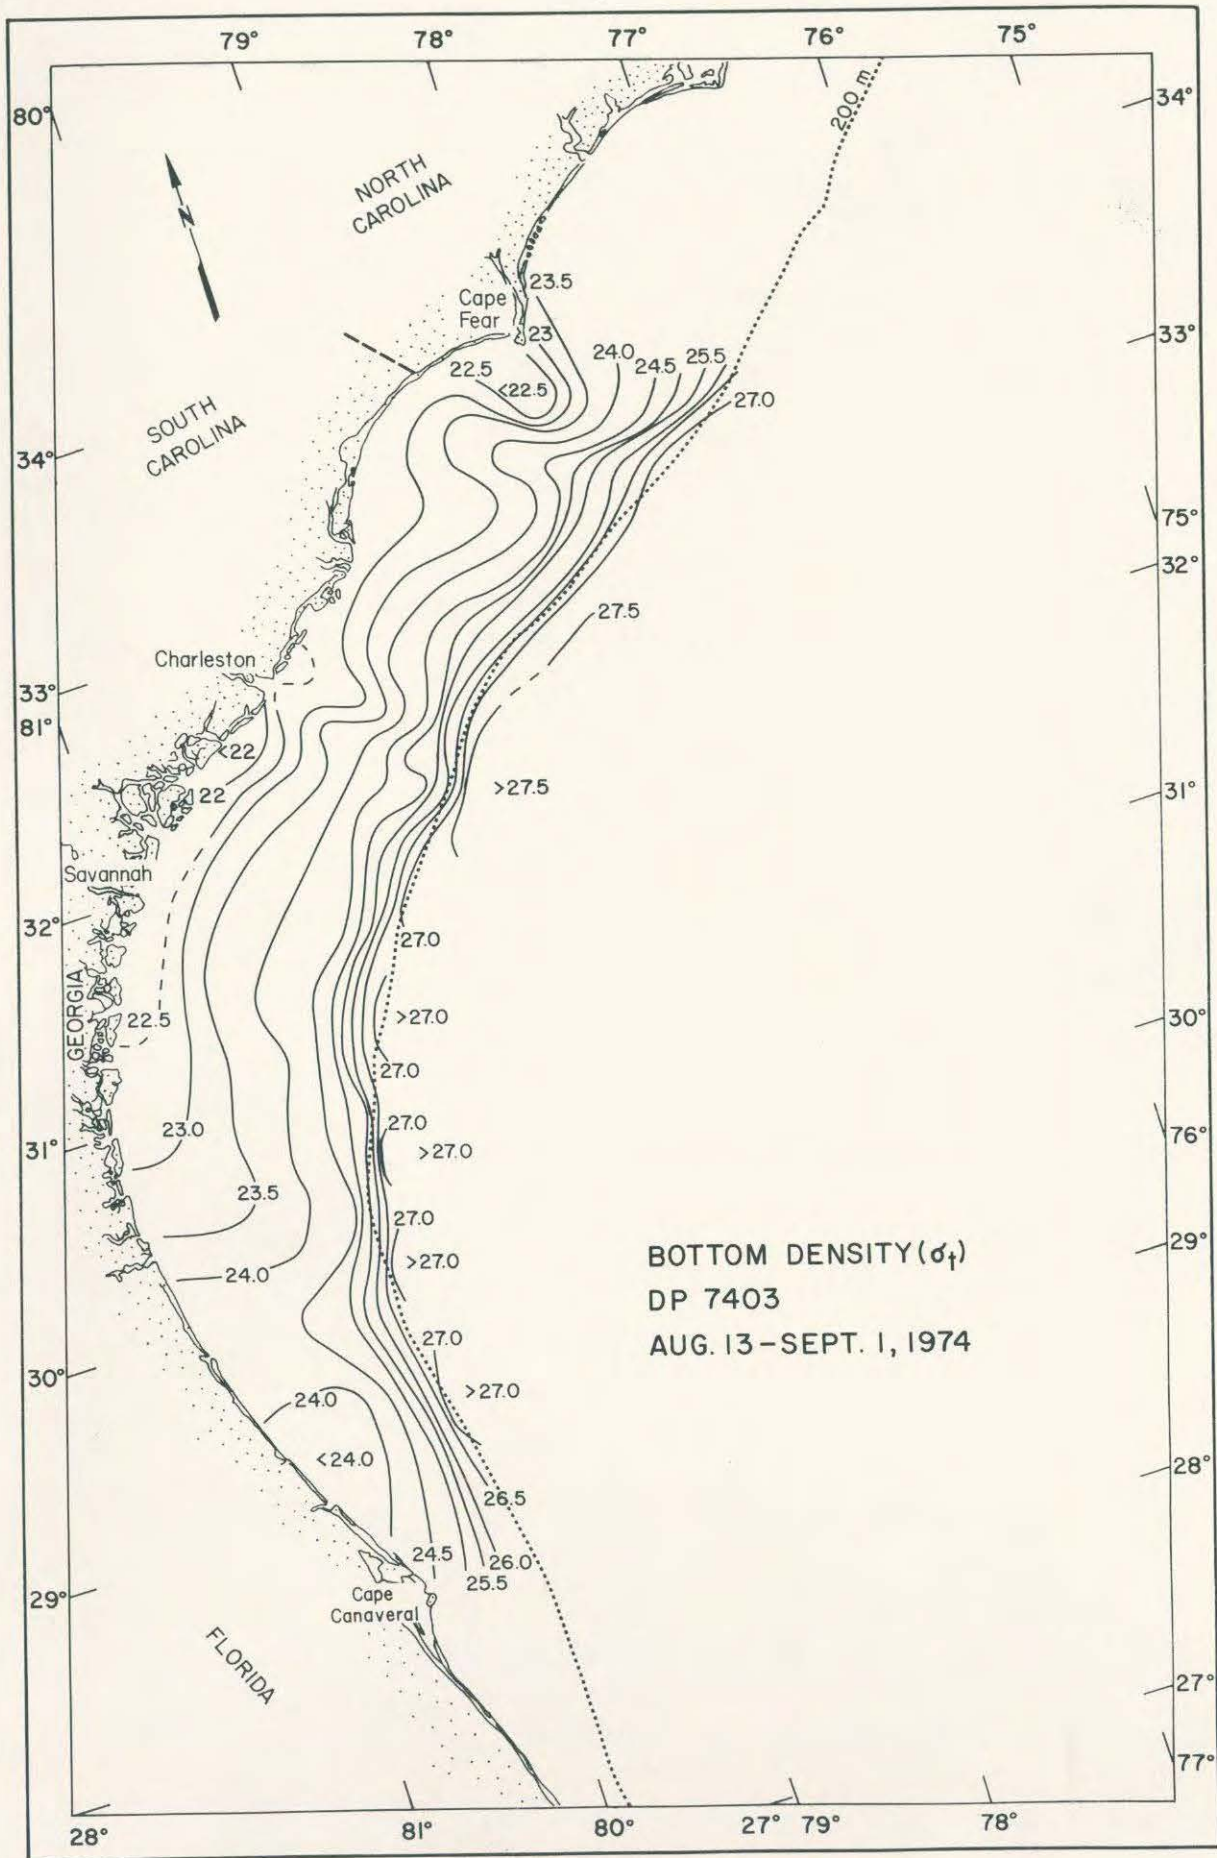 79° 78° 77° 76° 75°
80°
34°
200 m
N
NORTH
CAROLINA
23.5
Cape
Fear
23
33°
22.5
<22.5
24.0
24.5
25.5
27.0
SOUTH
CAROLINA
34°
75°
32°
27.5
Charleston
33°
81°
<22
22
>27.5
31°
Savannah
32°
27.0
GEORGIA
22.5
>27.0
30°
27.0
23.0
27.0
76°
31°
>27.0
23.5
27.0
29°
24.0
>27.0
BOTTOM DENSITY (σt)
DP 7403
AUG. 13-SEPT. 1, 1974
27.0
30°
24.0
>27.0
<24.0
28°
26.5
24.5
26.0
25.5
29°
Cape
Canaveral
FLORIDA
27°
77°
28° 81° 80° 27° 79° 78°